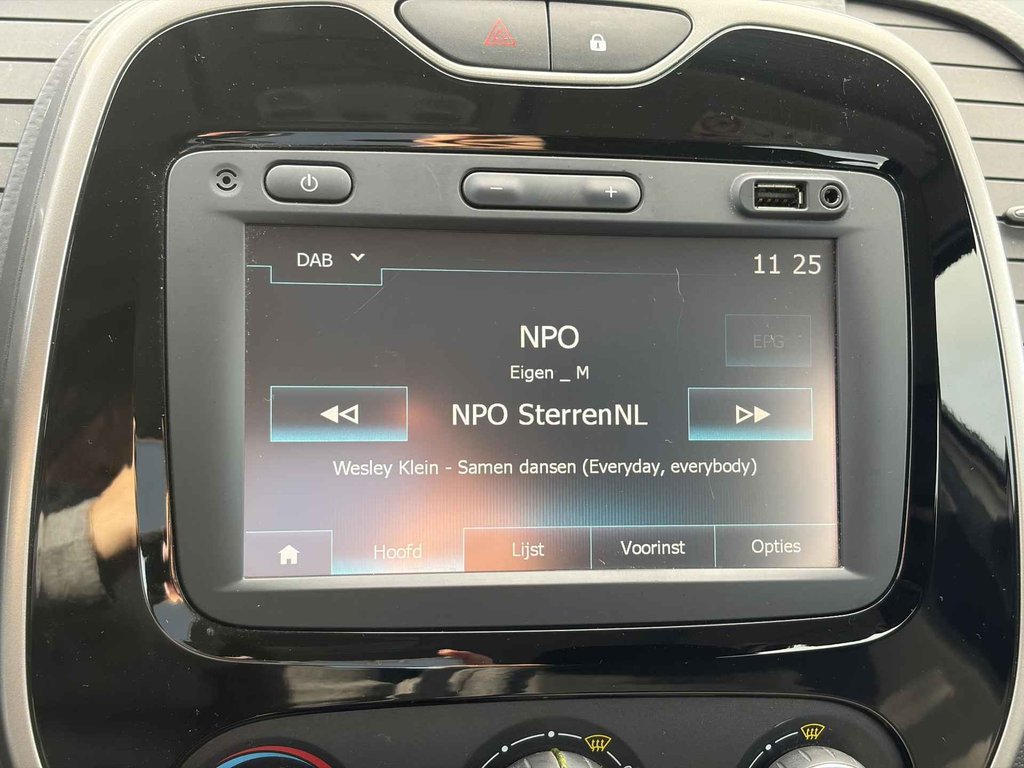 DAB
11 25
NPO
EPG
Eigen _ M
NPO SterrenNL
Wesley Klein - Samen dansen (Everyday, everybody)
Hoofd Lijst Voorinst Opties